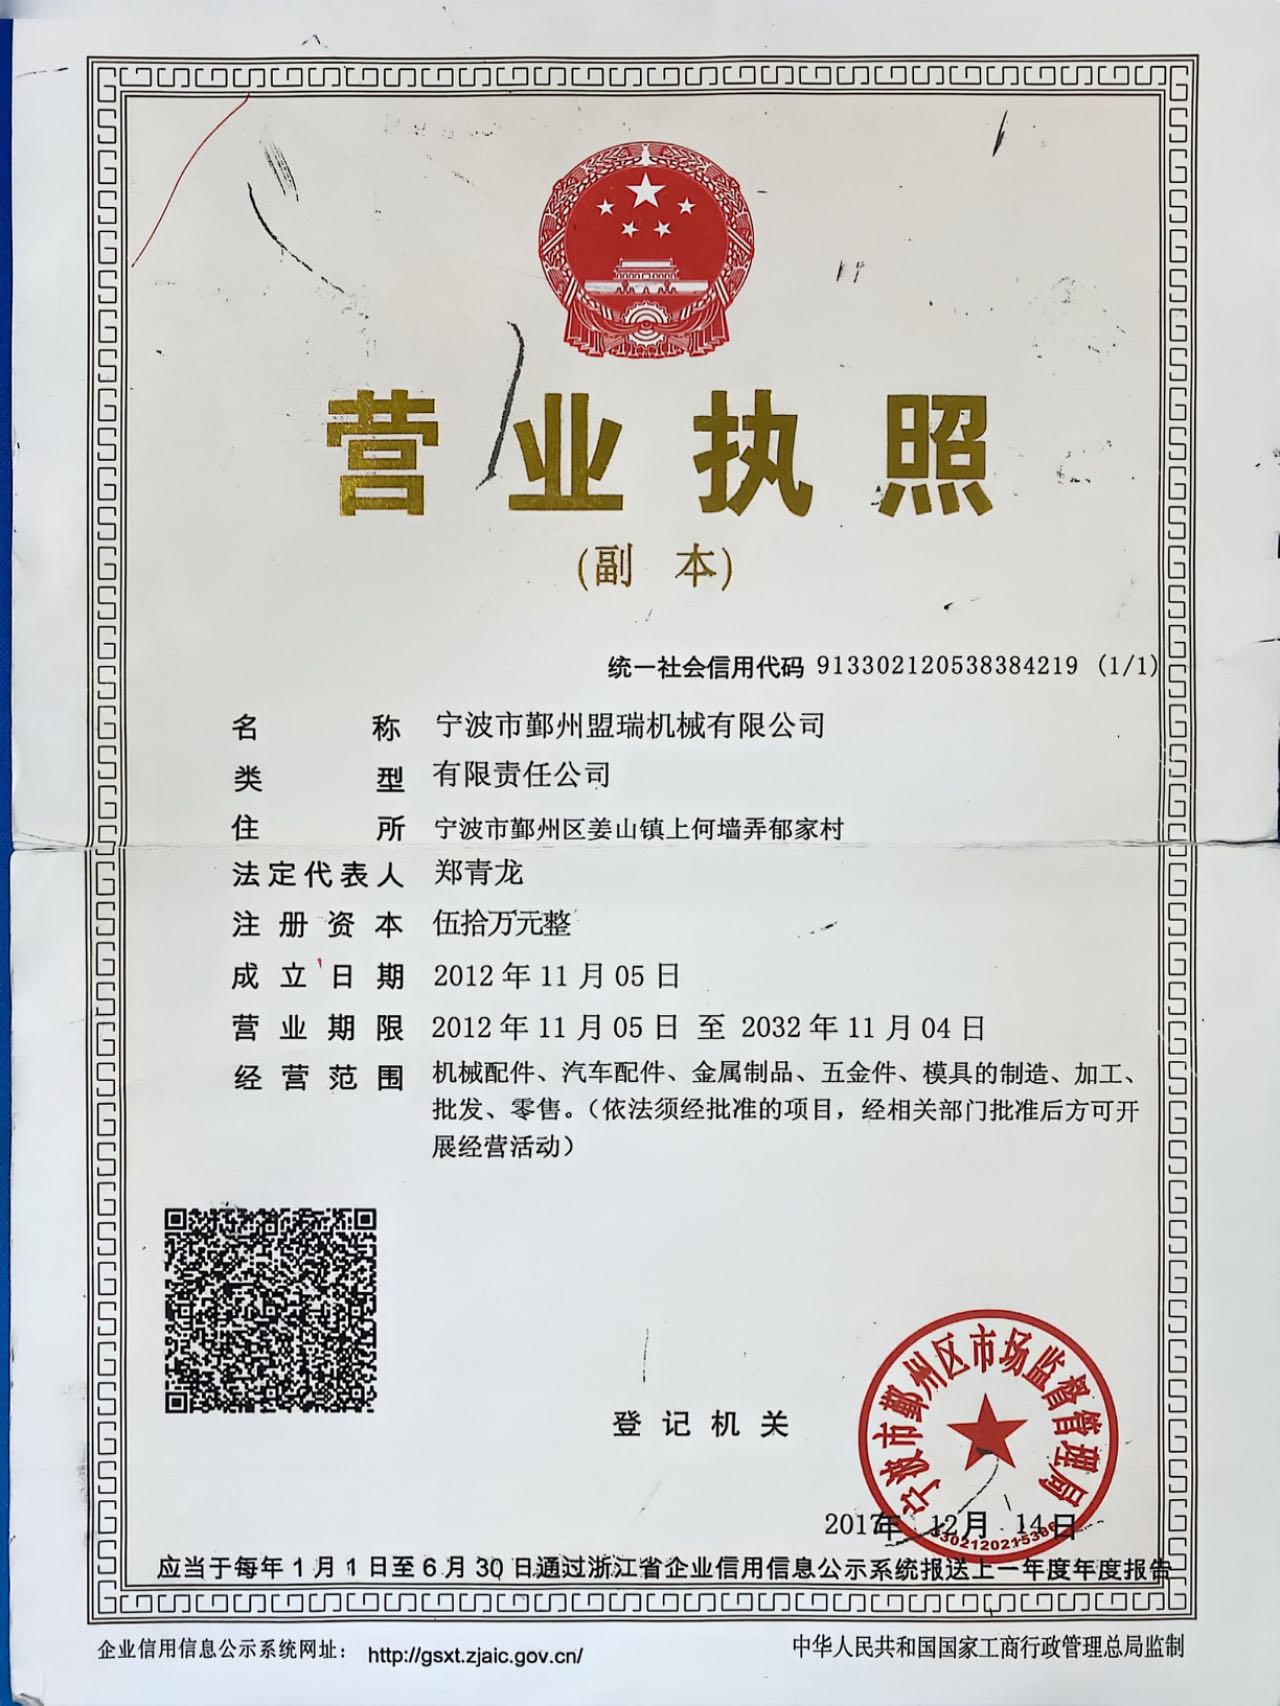 营业执照
(副 本)
统一社会信用代码 913302120538384219 (1/1)
名 称 宁波市鄞州盟瑞机械有限公司
类 型 有限责任公司
住 所 宁波市鄞州区姜山镇上何墙弄郁家村
法定代表人 郑青龙
注册资本 伍拾万元整
成立日期 2012年11月05日
营业期限 2012年11月05日 至 2032年11月04日
经营范围 机械配件、汽车配件、金属制品、五金件、模具的制造、加工、
批发、零售。（依法须经批准的项目，经相关部门批准后方可开
展经营活动）
登记机关
宁波市鄞州区市场监督管理局
2017年 12月 14日
应当于每年1月1日至6月30日通过浙江省企业信用信息公示系统报送上一年度年度报告
企业信用信息公示系统网址： http://gsxt.zjaic.gov.cn/
中华人民共和国国家工商行政管理总局监制